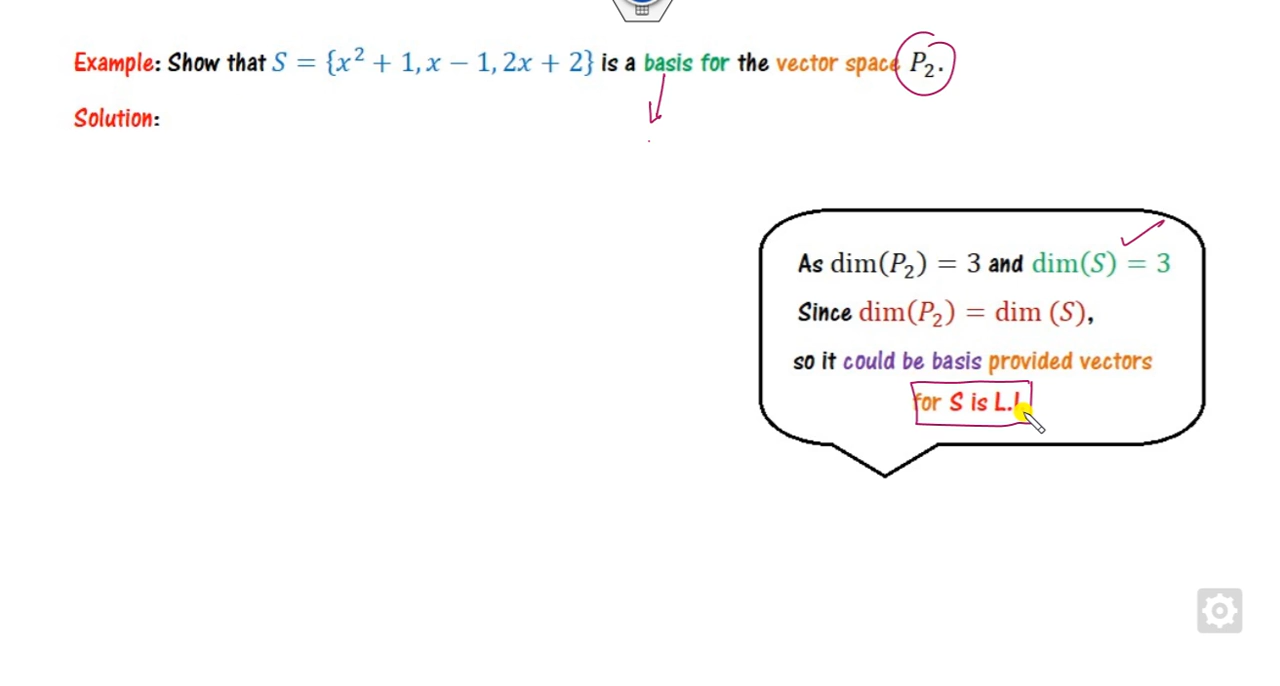 Example: Show that S = {x² + 1, x − 1, 2x + 2} is a basis for the vector space P₂.
Solution:
As dim(P₂) = 3 and dim(S) = 3
Since dim(P₂) = dim (S),
so it could be basis provided vectors
for S is L.I